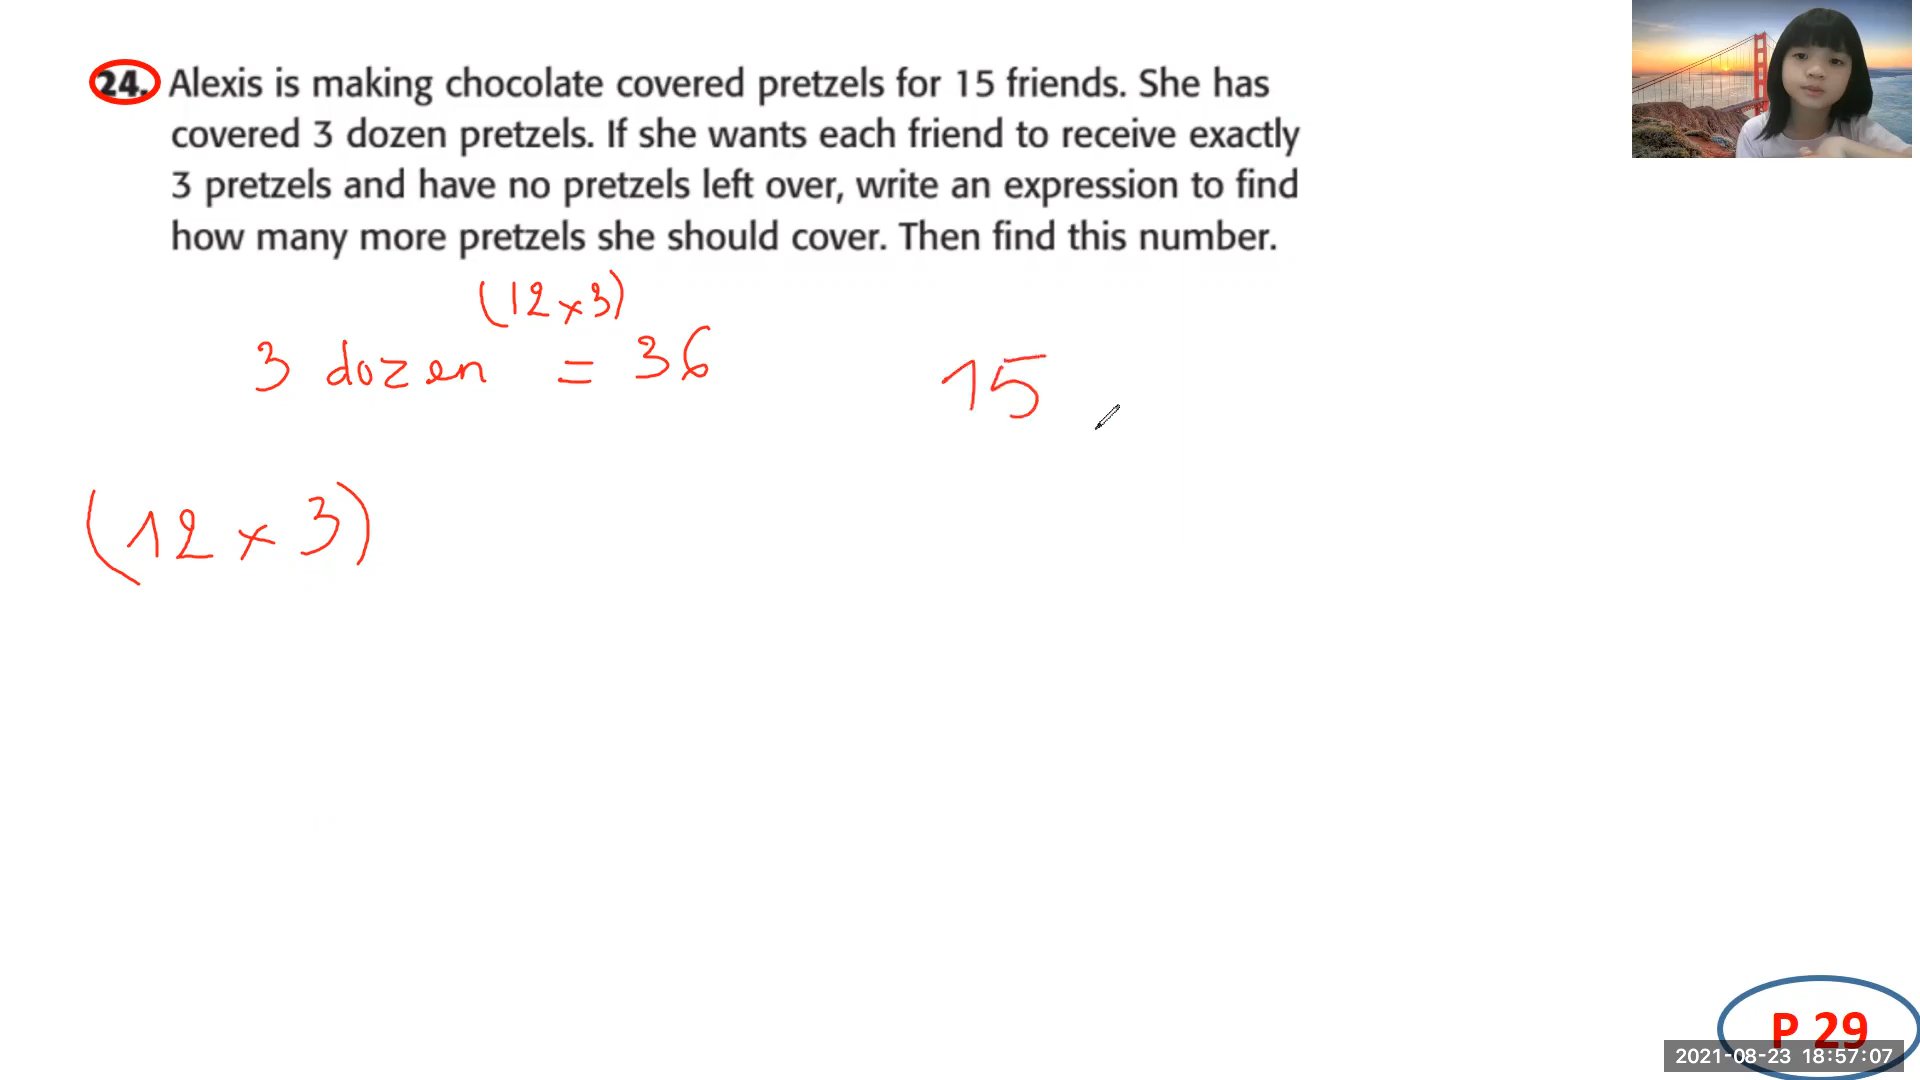 24. Alexis is making chocolate covered pretzels for 15 friends. She has
covered 3 dozen pretzels. If she wants each friend to receive exactly
3 pretzels and have no pretzels left over, write an expression to find
how many more pretzels she should cover. Then find this number.
(12 × 3)
3 dozen = 36
15
(12 × 3)
P 29
2021-08-23 18:57:07